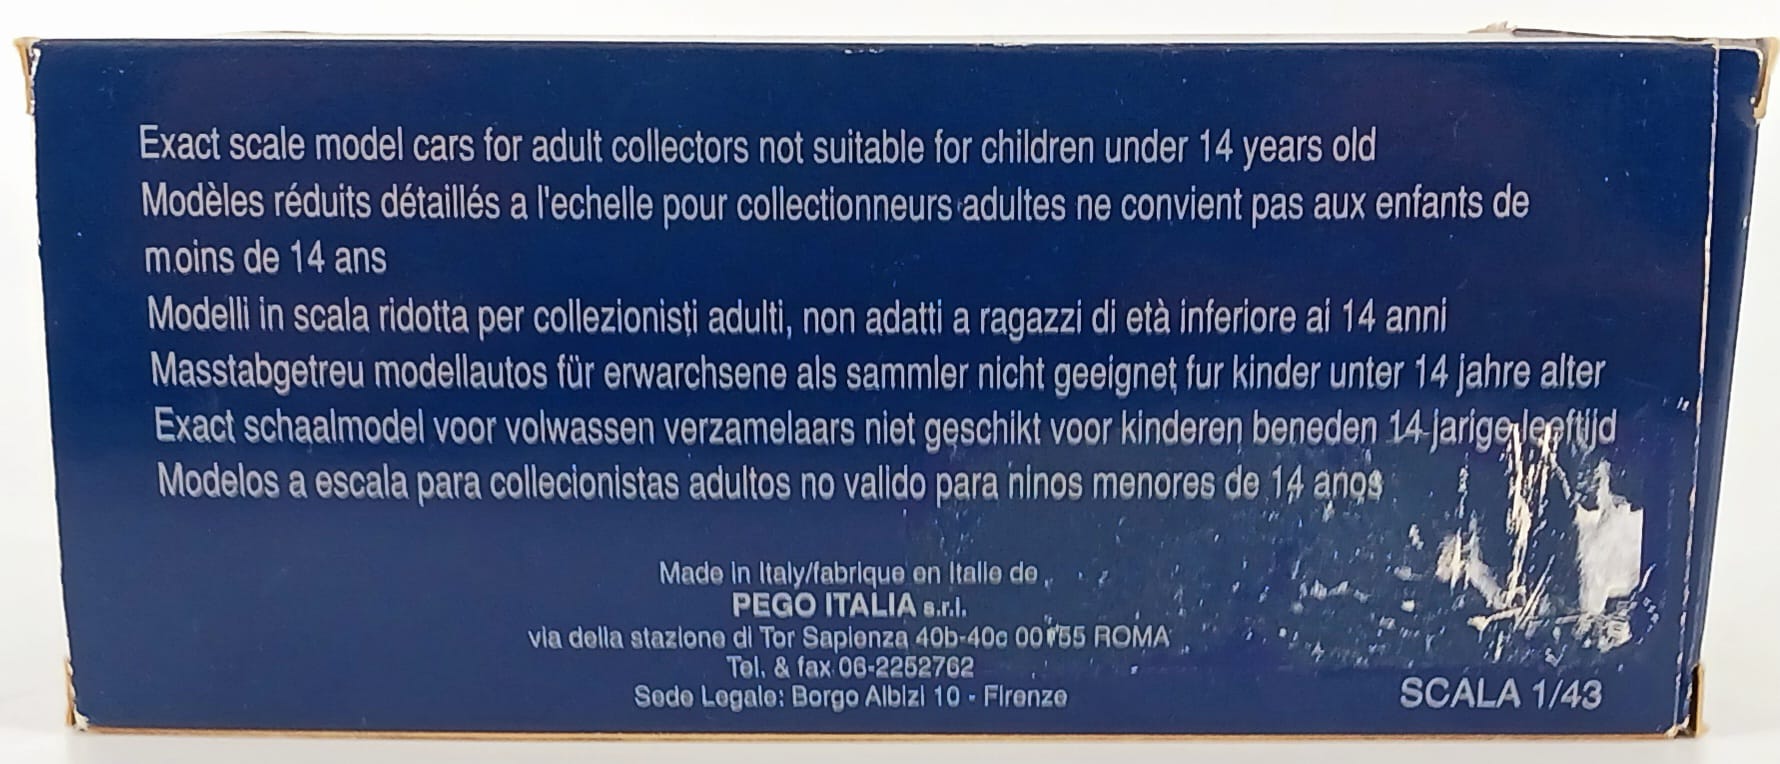 Exact scale model cars for adult collectors not suitable for children under 14 years old
Modèles réduits détaillés a l'echelle pour collectionneurs adultes ne convient pas aux enfants de
moins de 14 ans
Modelli in scala ridotta per collezionisti adulti, non adatti a ragazzi di età inferiore ai 14 anni
Masstabgetreu modellautos für erwarchsene als sammler nicht geeignet fur kinder unter 14 jahre alter
Exact schaalmodel voor volwassen verzamelaars niet geschikt voor kinderen beneden 14-jarige leeftijd
Modelos a escala para collecionistas adultos no valido para ninos menores de 14 anos
Made in Italy/fabrique en Italie de
PEGO ITALIA s.r.l.
via della stazione di Tor Sapienza 40b-40c 00155 ROMA
Tel. & fax 06-2252762
Sede Legale: Borgo Albizi 10 - Firenze
SCALA 1/43